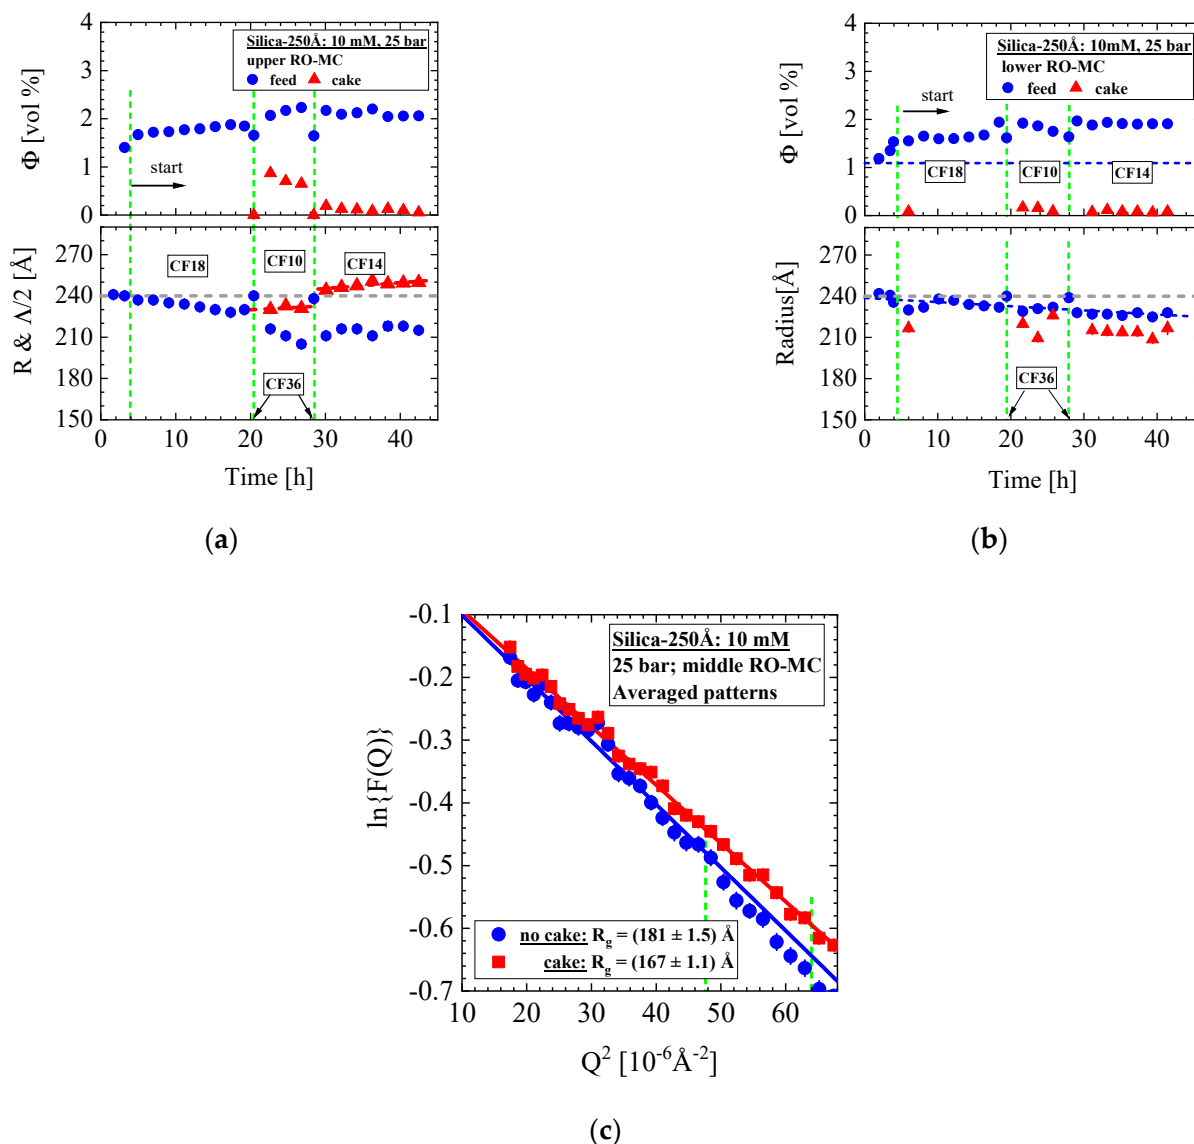 4
3
2
1
0
Φ [vol %]
Silica-250Å: 10 mM, 25 bar
upper RO-MC
feed cake
start
270
240
210
180
150
R & Λ/2 [Å]
CF18 CF10 CF14
CF36
0 10 20 30 40
Time [h]
(a)
4
3
2
1
0
Φ [vol %]
Silica-250Å: 10mM, 25 bar
lower RO-MC
feed cake
start
CF18 CF10 CF14
270
240
210
180
150
Radius[Å]
CF36
0 10 20 30 40
Time [h]
(b)
-0.1
-0.2
-0.3
-0.4
-0.5
-0.6
-0.7
ln{F(Q)}
Silica-250Å: 10 mM
25 bar; middle RO-MC
Averaged patterns
no cake: R_g = (181 ± 1.5) Å
cake: R_g = (167 ± 1.1) Å
10 20 30 40 50 60
Q² [10⁻⁶Å⁻²]
(c)